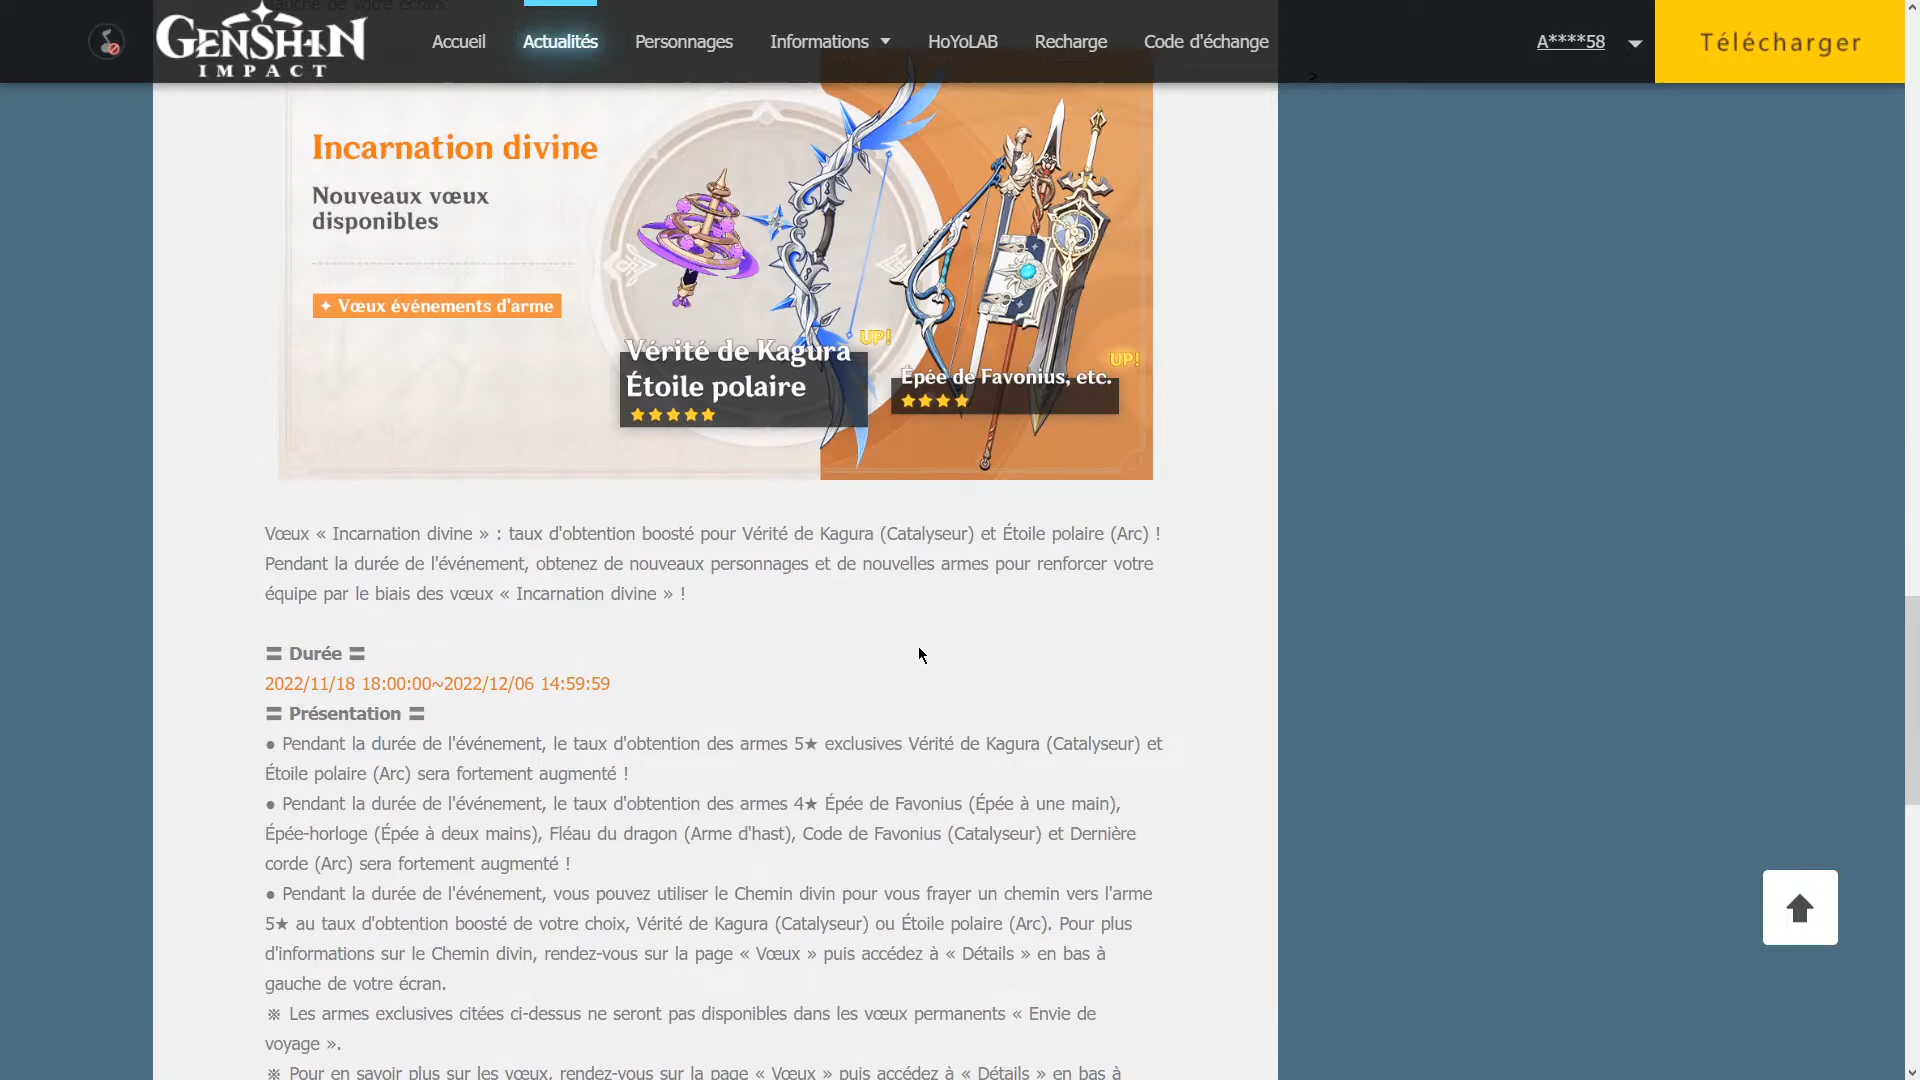 gauche de votre écran.
GENSHIN
IMPACT
Accueil
Actualités
Personnages
Informations
HoYoLAB
Recharge
Code d'échange
A****58
Télécharger
>
Incarnation divine
Nouveaux vœux
disponibles
✦ Vœux événements d'arme
UP!
Vérité de Kagura
Étoile polaire
★★★★★
UP!
Épée de Favonius, etc.
★★★★
Vœux « Incarnation divine » : taux d'obtention boosté pour Vérité de Kagura (Catalyseur) et Étoile polaire (Arc) !
Pendant la durée de l'événement, obtenez de nouveaux personnages et de nouvelles armes pour renforcer votre
équipe par le biais des vœux « Incarnation divine » !
〓 Durée 〓
2022/11/18 18:00:00~2022/12/06 14:59:59
〓 Présentation 〓
● Pendant la durée de l'événement, le taux d'obtention des armes 5★ exclusives Vérité de Kagura (Catalyseur) et
Étoile polaire (Arc) sera fortement augmenté !
● Pendant la durée de l'événement, le taux d'obtention des armes 4★ Épée de Favonius (Épée à une main),
Épée-horloge (Épée à deux mains), Fléau du dragon (Arme d'hast), Code de Favonius (Catalyseur) et Dernière
corde (Arc) sera fortement augmenté !
● Pendant la durée de l'événement, vous pouvez utiliser le Chemin divin pour vous frayer un chemin vers l'arme
5★ au taux d'obtention boosté de votre choix, Vérité de Kagura (Catalyseur) ou Étoile polaire (Arc). Pour plus
d'informations sur le Chemin divin, rendez-vous sur la page « Vœux » puis accédez à « Détails » en bas à
gauche de votre écran.
※ Les armes exclusives citées ci-dessus ne seront pas disponibles dans les vœux permanents « Envie de
voyage ».
※ Pour en savoir plus sur les vœux, rendez-vous sur la page « Vœux » puis accédez à « Détails » en bas à